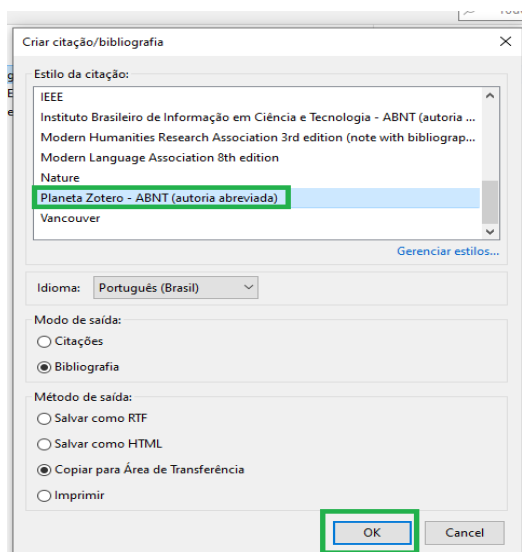 Criar citação/bibliografia
Estilo da citação:
IEEE
Instituto Brasileiro de Informação em Ciência e Tecnologia - ABNT (autoria ...
Modern Humanities Research Association 3rd edition (note with bibliograp...
Modern Language Association 8th edition
Nature
Planeta Zotero - ABNT (autoria abreviada)
Vancouver
Gerenciar estilos...
Idioma: Português (Brasil)
Modo de saída:
Citações
Bibliografia
Método de saída:
Salvar como RTF
Salvar como HTML
Copiar para Área de Transferência
Imprimir
OK Cancel